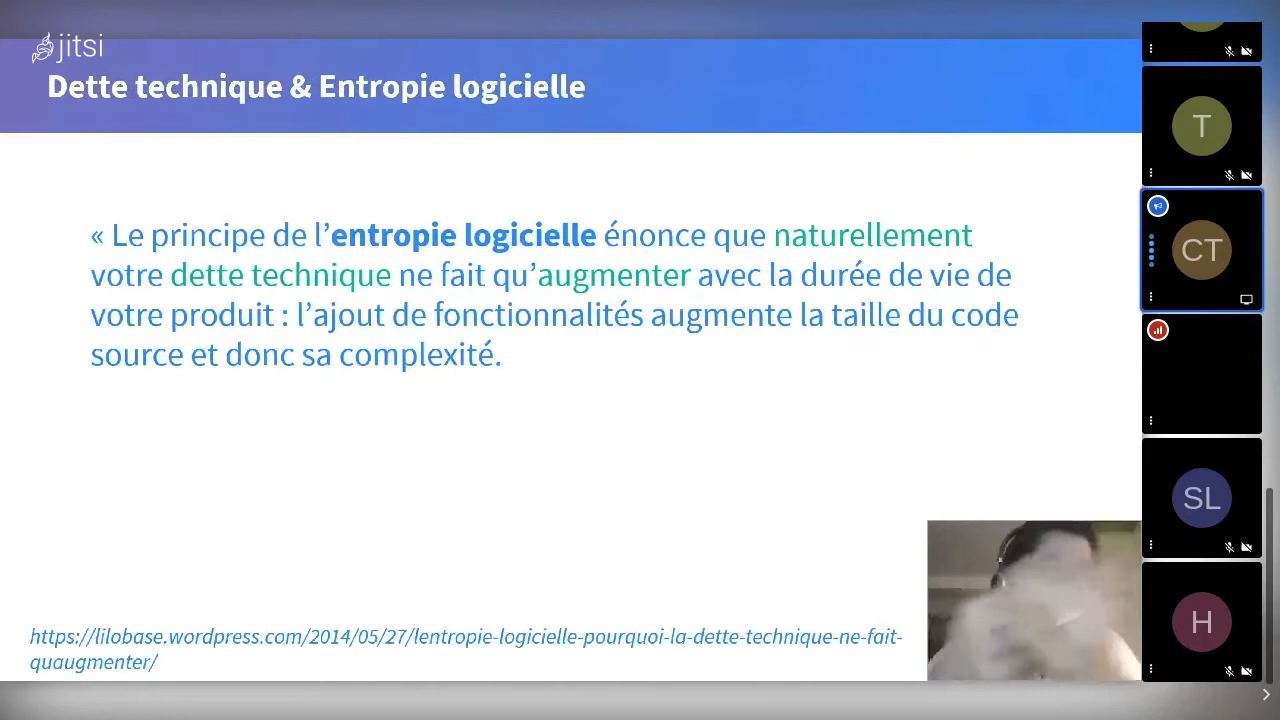 jitsi
Dette technique & Entropie logicielle
« Le principe de l’entropie logicielle énonce que naturellement
votre dette technique ne fait qu’augmenter avec la durée de vie de
votre produit : l’ajout de fonctionnalités augmente la taille du code
source et donc sa complexité.
https://lilobase.wordpress.com/2014/05/27/lentropie-logicielle-pourquoi-la-dette-technique-ne-fait-
quaugmenter/
T
CT
SL
H